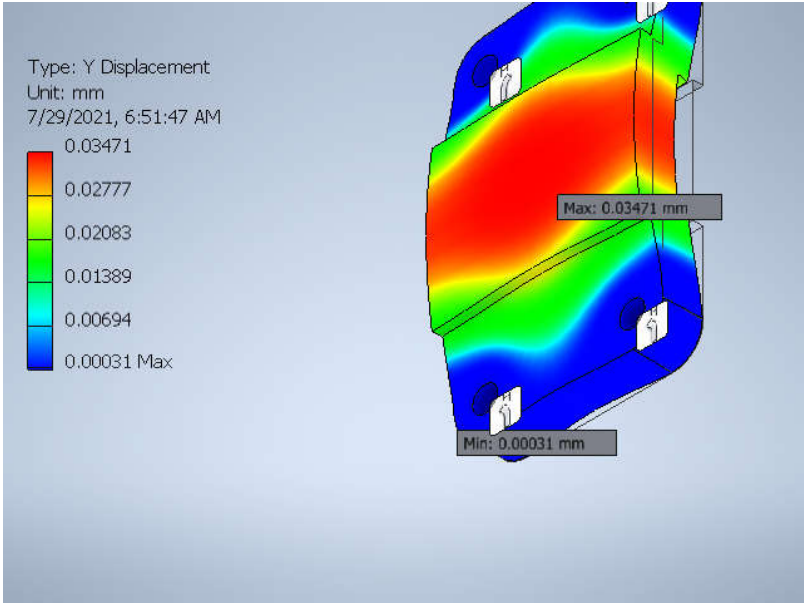 Type: Y Displacement
Unit: mm
7/29/2021, 6:51:47 AM
0.03471
0.02777
0.02083
0.01389
0.00694
0.00031 Max
Max: 0.03471 mm
Min: 0.00031 mm